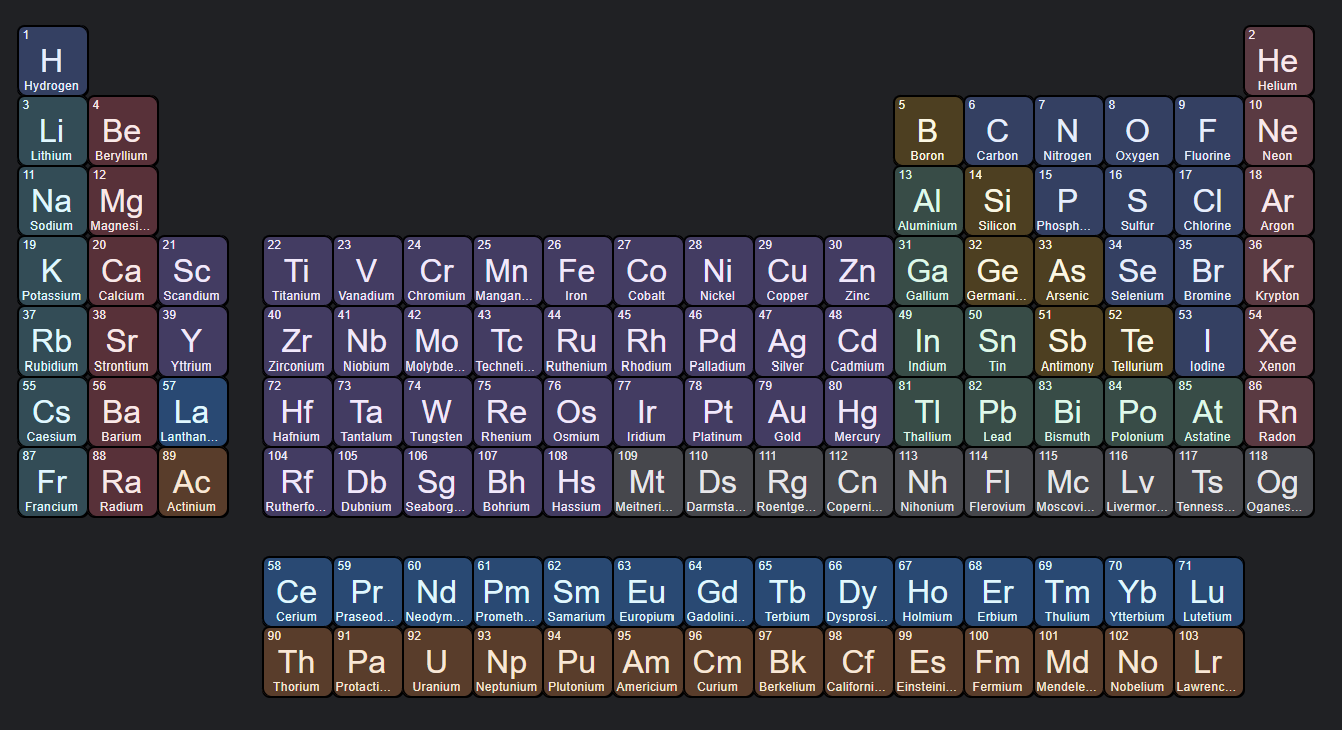 1 2
H He
Hydrogen Helium
3 4 5 6 7 8 9 10
Li Be B C N O F Ne
Lithium Beryllium Boron Carbon Nitrogen Oxygen Fluorine Neon
11 12 13 14 15 16 17 18
Na Mg Al Si P S Cl Ar
Sodium Magnesi... Aluminium Silicon Phosph... Sulfur Chlorine Argon
19 20 21 22 23 24 25 26 27 28 29 30 31 32 33 34 35 36
K Ca Sc Ti V Cr Mn Fe Co Ni Cu Zn Ga Ge As Se Br Kr
Potassium Calcium Scandium Titanium Vanadium Chromium Mangan... Iron Cobalt Nickel Copper Zinc Gallium Germani... Arsenic Selenium Bromine Krypton
37 38 39 40 41 42 43 44 45 46 47 48 49 50 51 52 53 54
Rb Sr Y Zr Nb Mo Tc Ru Rh Pd Ag Cd In Sn Sb Te I Xe
Rubidium Strontium Yttrium Zirconium Niobium Molybde... Techneti... Ruthenium Rhodium Palladium Silver Cadmium Indium Tin Antimony Tellurium Iodine Xenon
55 56 57 72 73 74 75 76 77 78 79 80 81 82 83 84 85 86
Cs Ba La Hf Ta W Re Os Ir Pt Au Hg Tl Pb Bi Po At Rn
Caesium Barium Lanthan... Hafnium Tantalum Tungsten Rhenium Osmium Iridium Platinum Gold Mercury Thallium Lead Bismuth Polonium Astatine Radon
87 88 89 104 105 106 107 108 109 110 111 112 113 114 115 116 117 118
Fr Ra Ac Rf Db Sg Bh Hs Mt Ds Rg Cn Nh Fl Mc Lv Ts Og
Francium Radium Actinium Rutherfo... Dubnium Seaborg... Bohrium Hassium Meitneri... Darmsta... Roentge... Coperni... Nihonium Flerovium Moscovi... Livermor... Tenness... Oganes...
58 59 60 61 62 63 64 65 66 67 68 69 70 71
Ce Pr Nd Pm Sm Eu Gd Tb Dy Ho Er Tm Yb Lu
Cerium Praseod... Neodym... Prometh... Samarium Europium Gadolini... Terbium Dysprosi... Holmium Erbium Thulium Ytterbium Lutetium
90 91 92 93 94 95 96 97 98 99 100 101 102 103
Th Pa U Np Pu Am Cm Bk Cf Es Fm Md No Lr
Thorium Protacti... Uranium Neptunium Plutonium Americium Curium Berkelium Californi... Einsteini... Fermium Mendele... Nobelium Lawrenc...